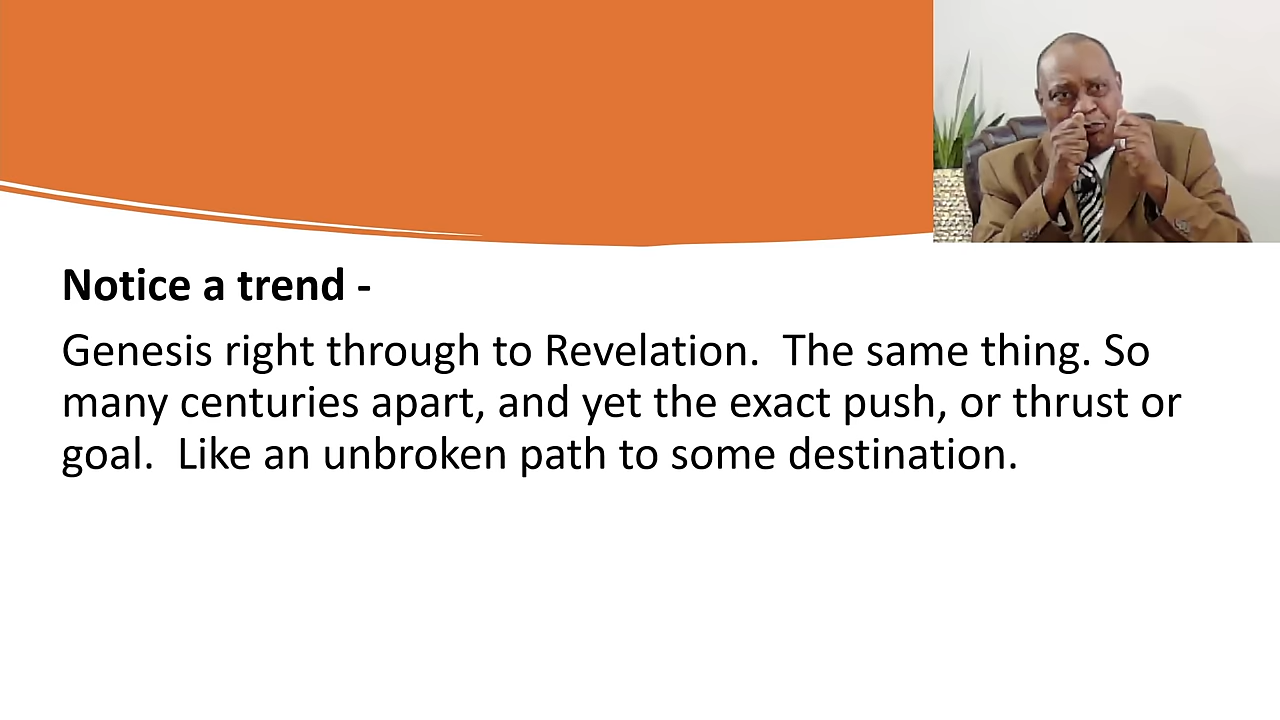 Notice a trend -
Genesis right through to Revelation.  The same thing. So
many centuries apart, and yet the exact push, or thrust or
goal.  Like an unbroken path to some destination.